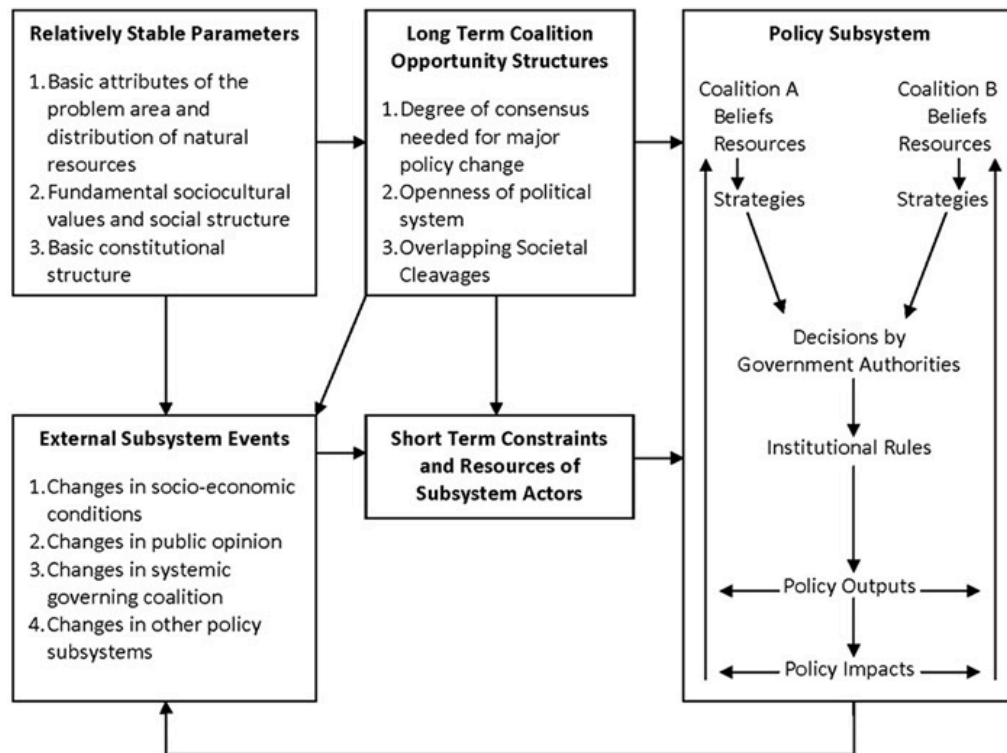 Relatively Stable Parameters
1. Basic attributes of the
problem area and
distribution of natural
resources
2. Fundamental sociocultural
values and social structure
3. Basic constitutional
structure
Long Term Coalition
Opportunity Structures
1. Degree of consensus
needed for major
policy change
2. Openness of political
system
3. Overlapping Societal
Cleavages
Policy Subsystem
Coalition A
Beliefs
Resources
Strategies
Coalition B
Beliefs
Resources
Strategies
Decisions by
Government Authorities
Institutional Rules
Policy Outputs
Policy Impacts
External Subsystem Events
1. Changes in socio-economic
conditions
2. Changes in public opinion
3. Changes in systemic
governing coalition
4. Changes in other policy
subsystems
Short Term Constraints
and Resources of
Subsystem Actors